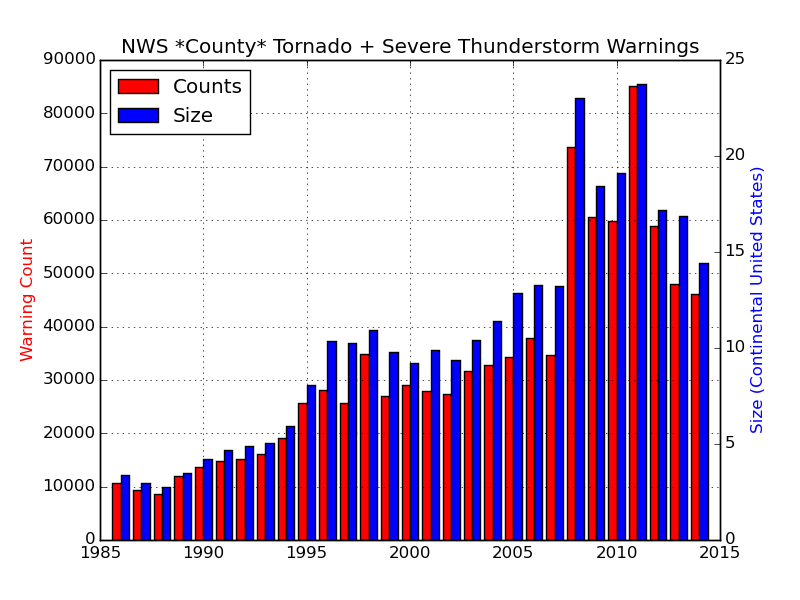 NWS *County* Tornado + Severe Thunderstorm Warnings
Counts
Size
Warning Count
90000
80000
70000
60000
50000
40000
30000
20000
10000
0
25
20
15
10
5
0
Size (Continental United States)
1985 1990 1995 2000 2005 2010 2015